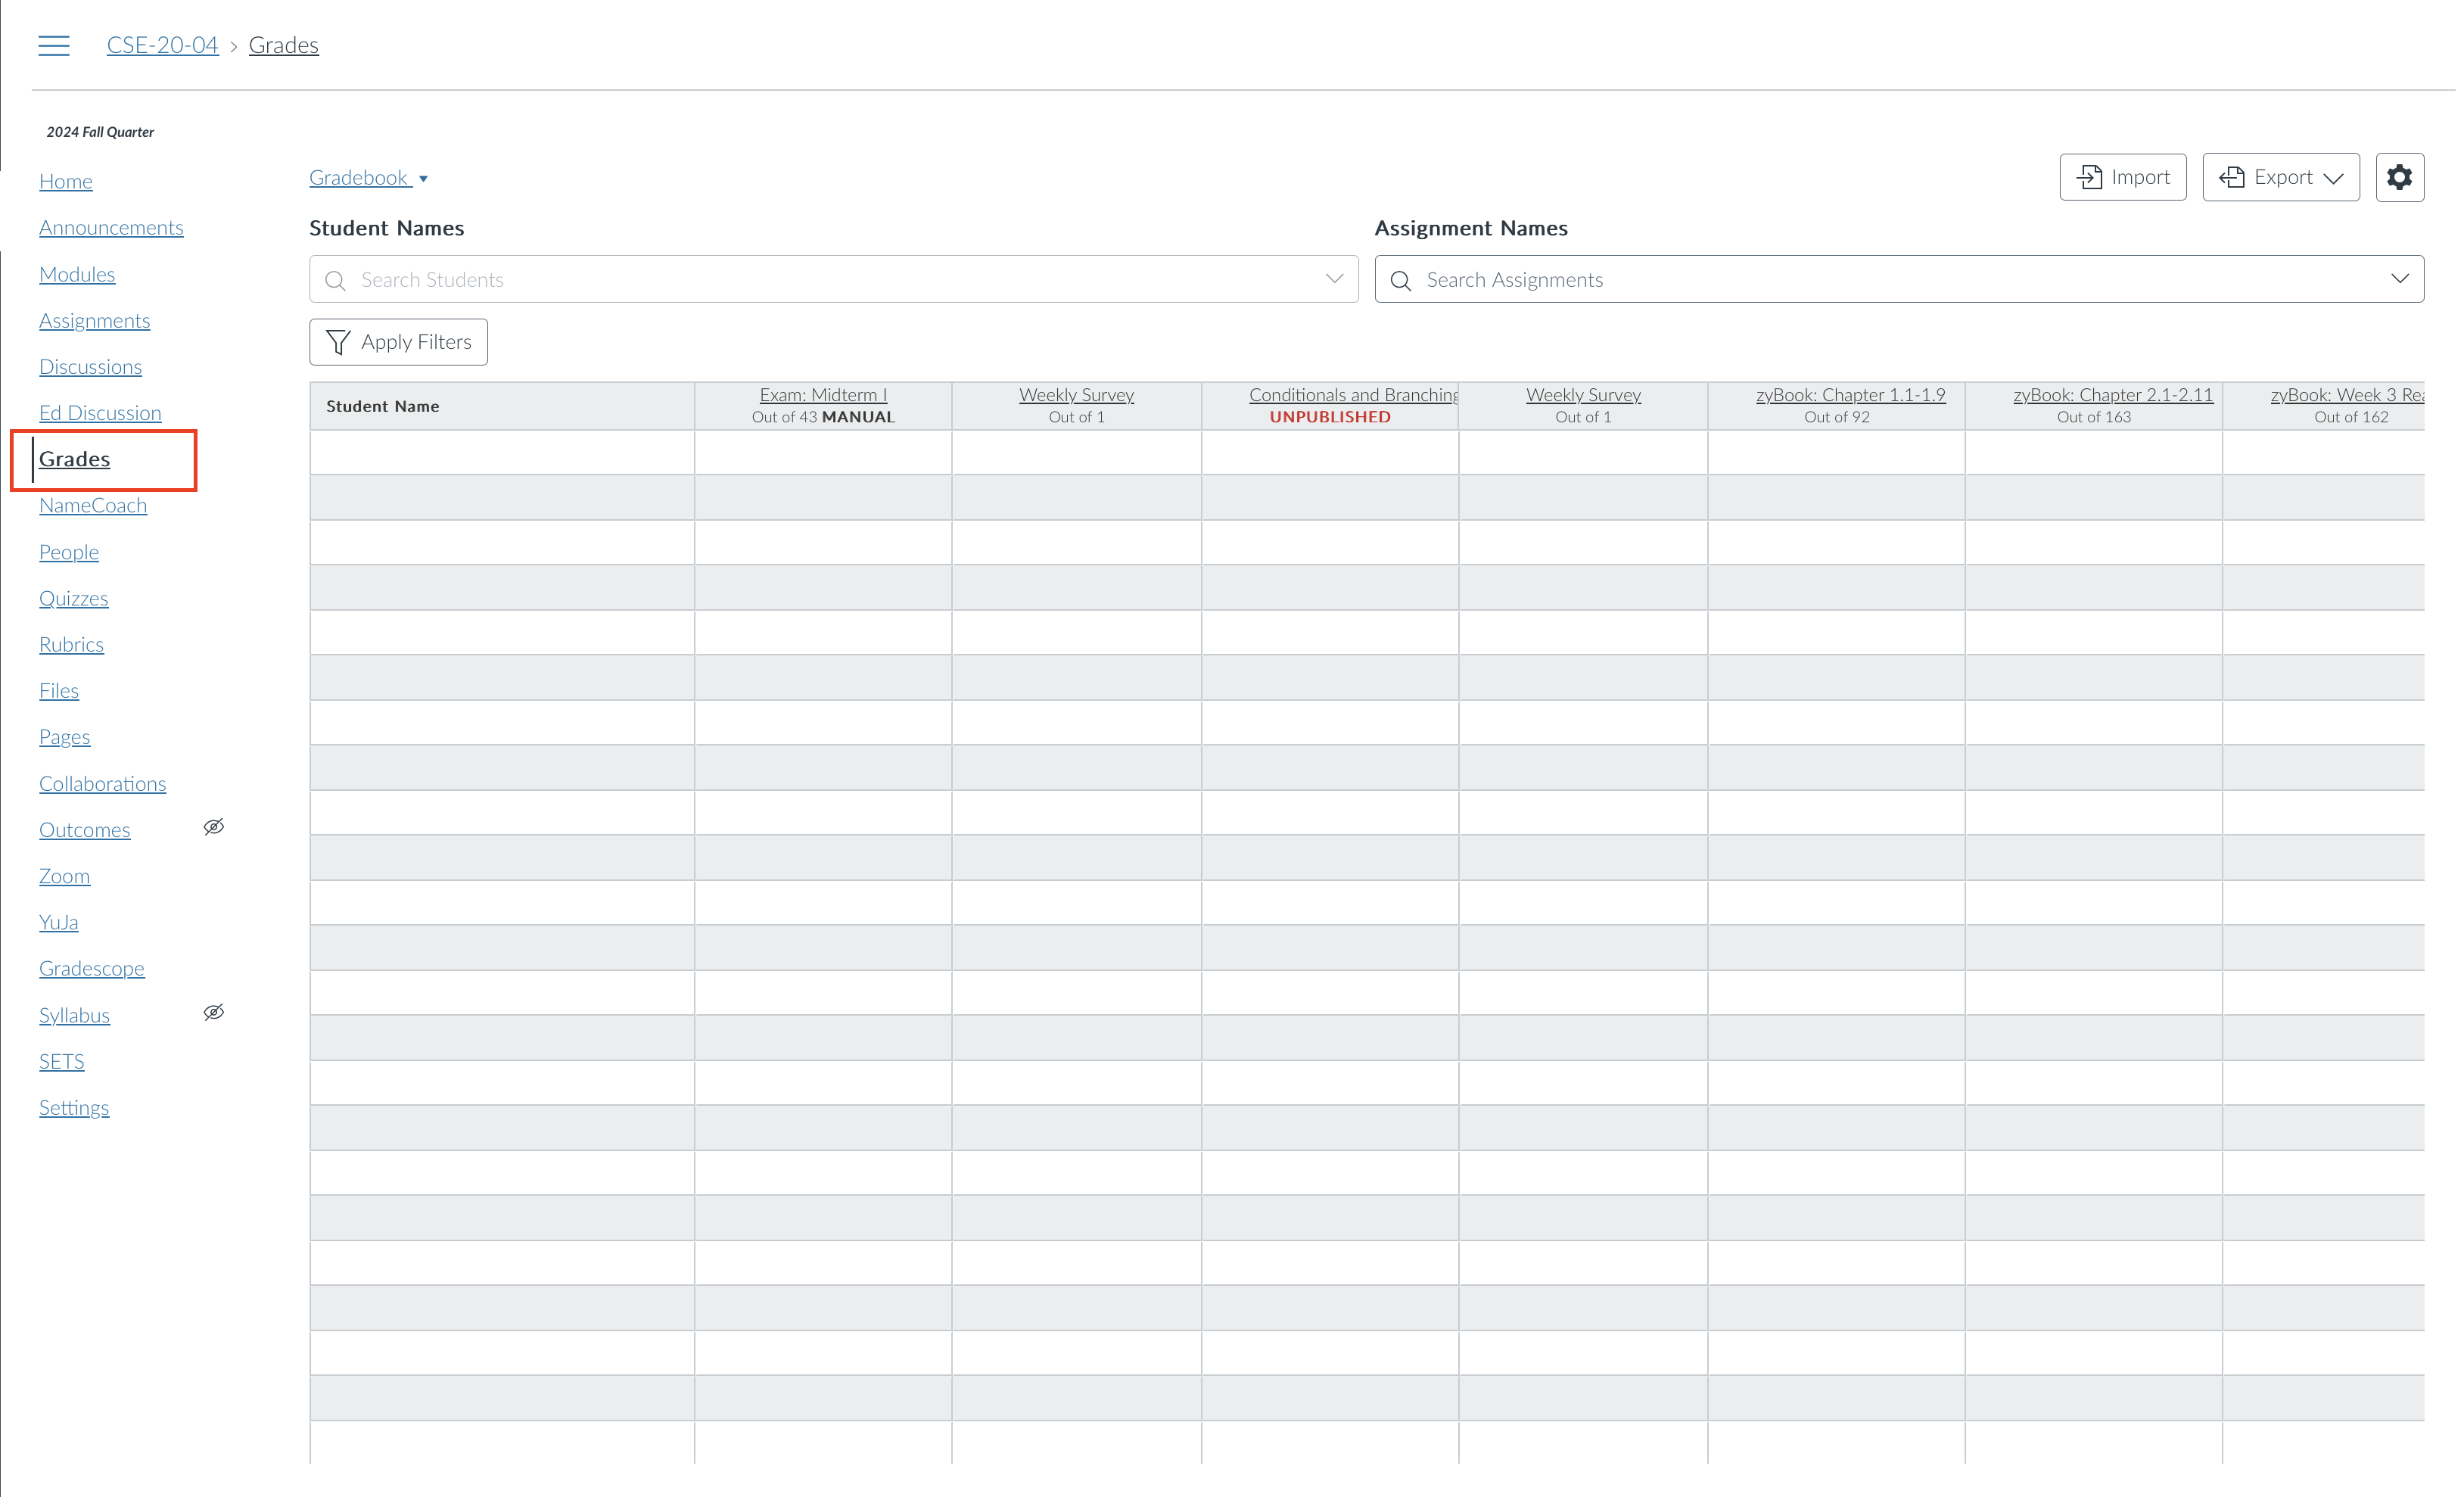 CSE-20-04 > Grades
2024 Fall Quarter
Home
Announcements
Modules
Assignments
Discussions
Ed Discussion
Grades
NameCoach
People
Quizzes
Rubrics
Files
Pages
Collaborations
Outcomes
Zoom
YuJa
Gradescope
Syllabus
SETS
Settings
Gradebook
Import
Export
Student Names
Assignment Names
Search Students
Search Assignments
Apply Filters
Student Name
Exam: Midterm I
Out of 43 MANUAL
Weekly Survey
Out of 1
Conditionals and Branching
UNPUBLISHED
Weekly Survey
Out of 1
zyBook: Chapter 1.1-1.9
Out of 92
zyBook: Chapter 2.1-2.11
Out of 163
zyBook: Week 3 Rea
Out of 162